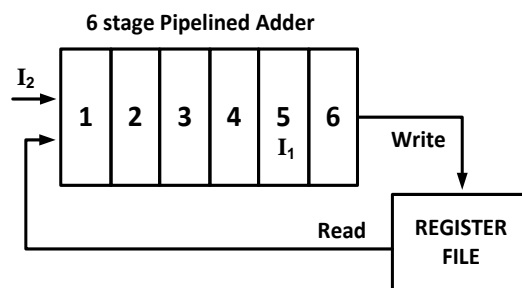 6 stage Pipelined Adder
I₂
1 2 3 4 5 6
I₁
Write
Read
REGISTER
FILE